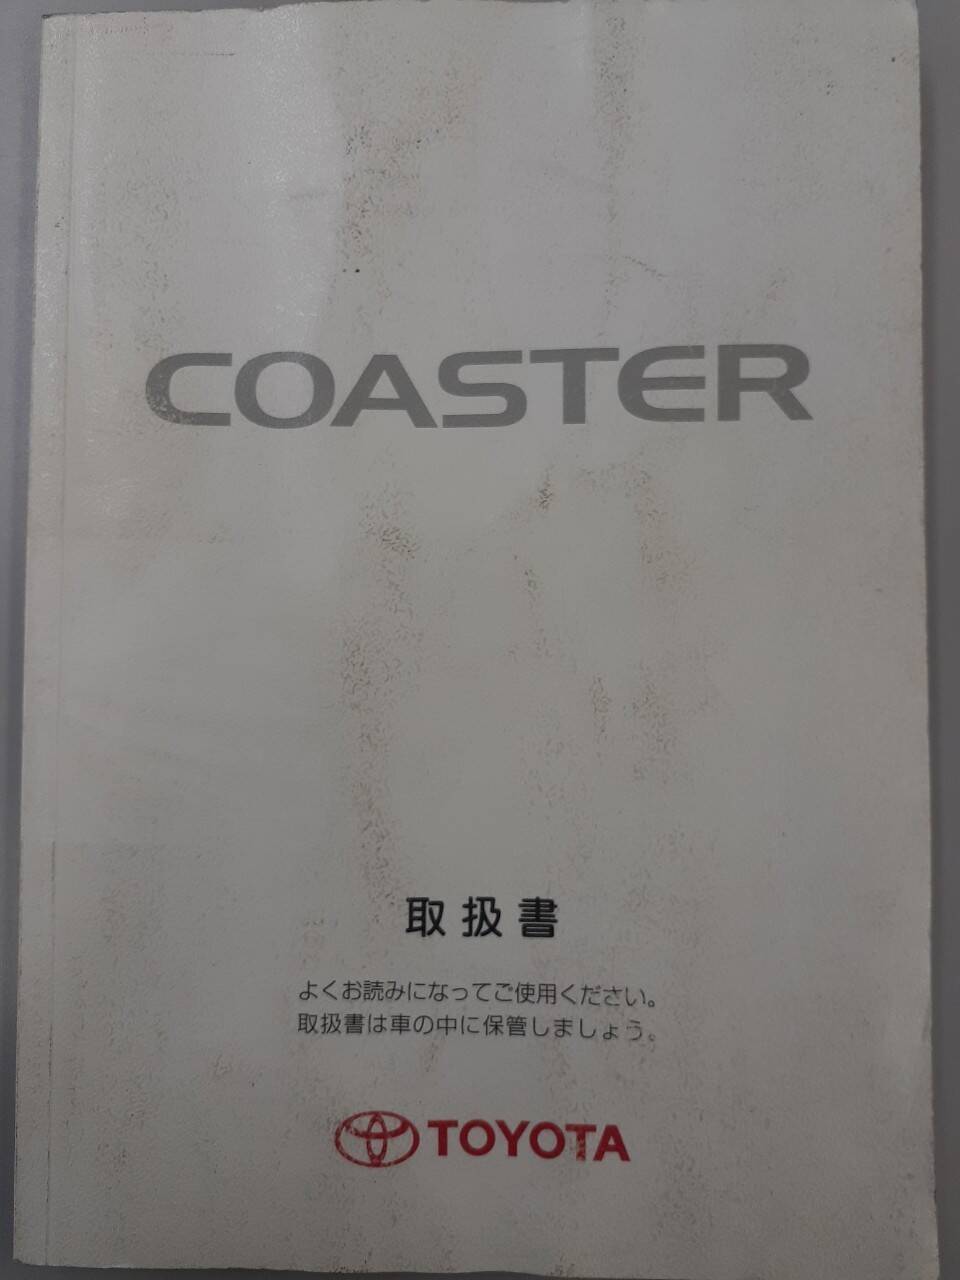 COASTER
取扱書
よくお読みになってご使用ください。
取扱書は車の中に保管しましょう。
TOYOTA